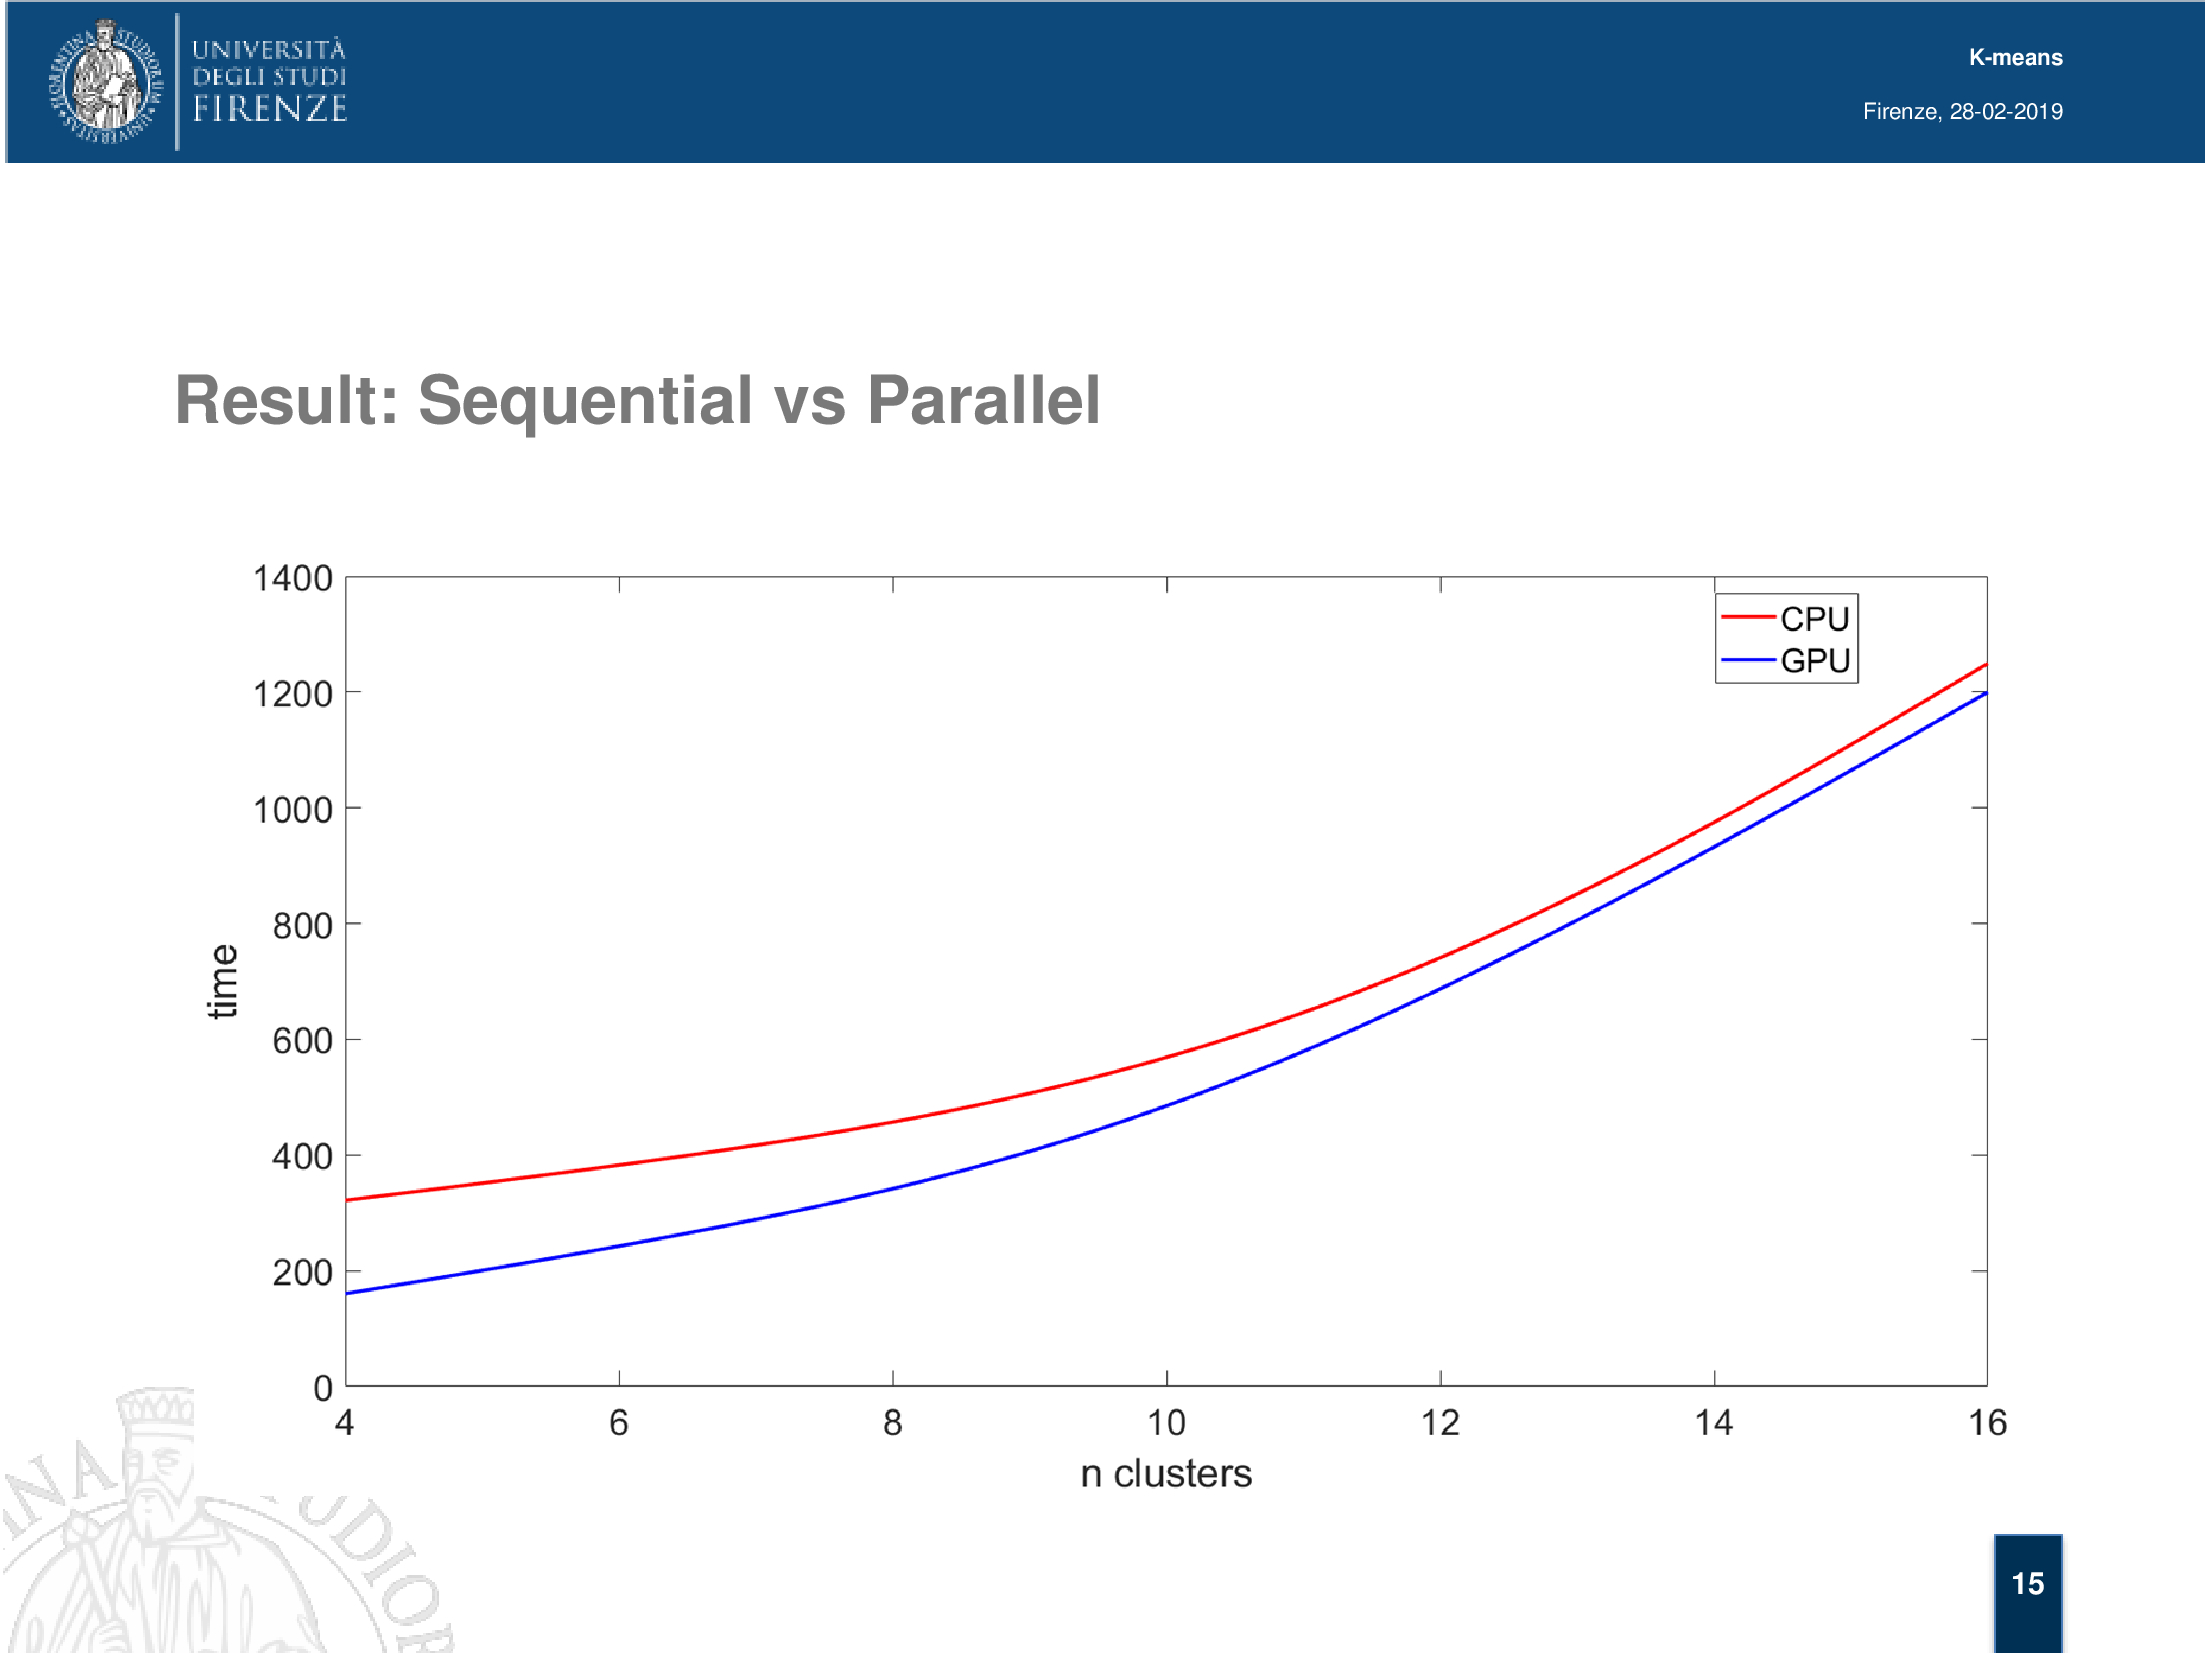 UNIVERSITÀ
DEGLI STUDI
FIRENZE
K-means
Firenze, 28-02-2019
Result: Sequential vs Parallel
1400
1200
1000
800
600
400
200
0
time
CPU
GPU
4 6 8 10 12 14 16
n clusters
15